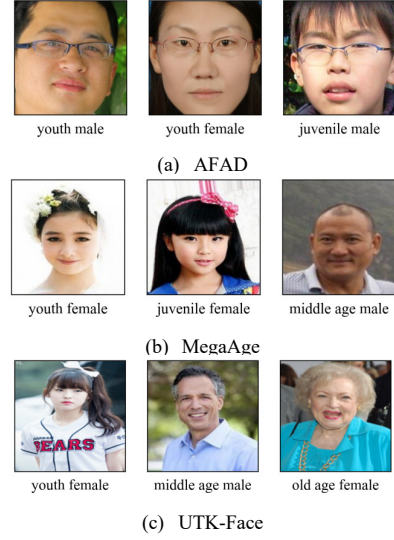 youth male youth female juvenile male
(a) AFAD
youth female juvenile female middle age male
(b) MegaAge
BEARS
youth female middle age male old age female
(c) UTK-Face